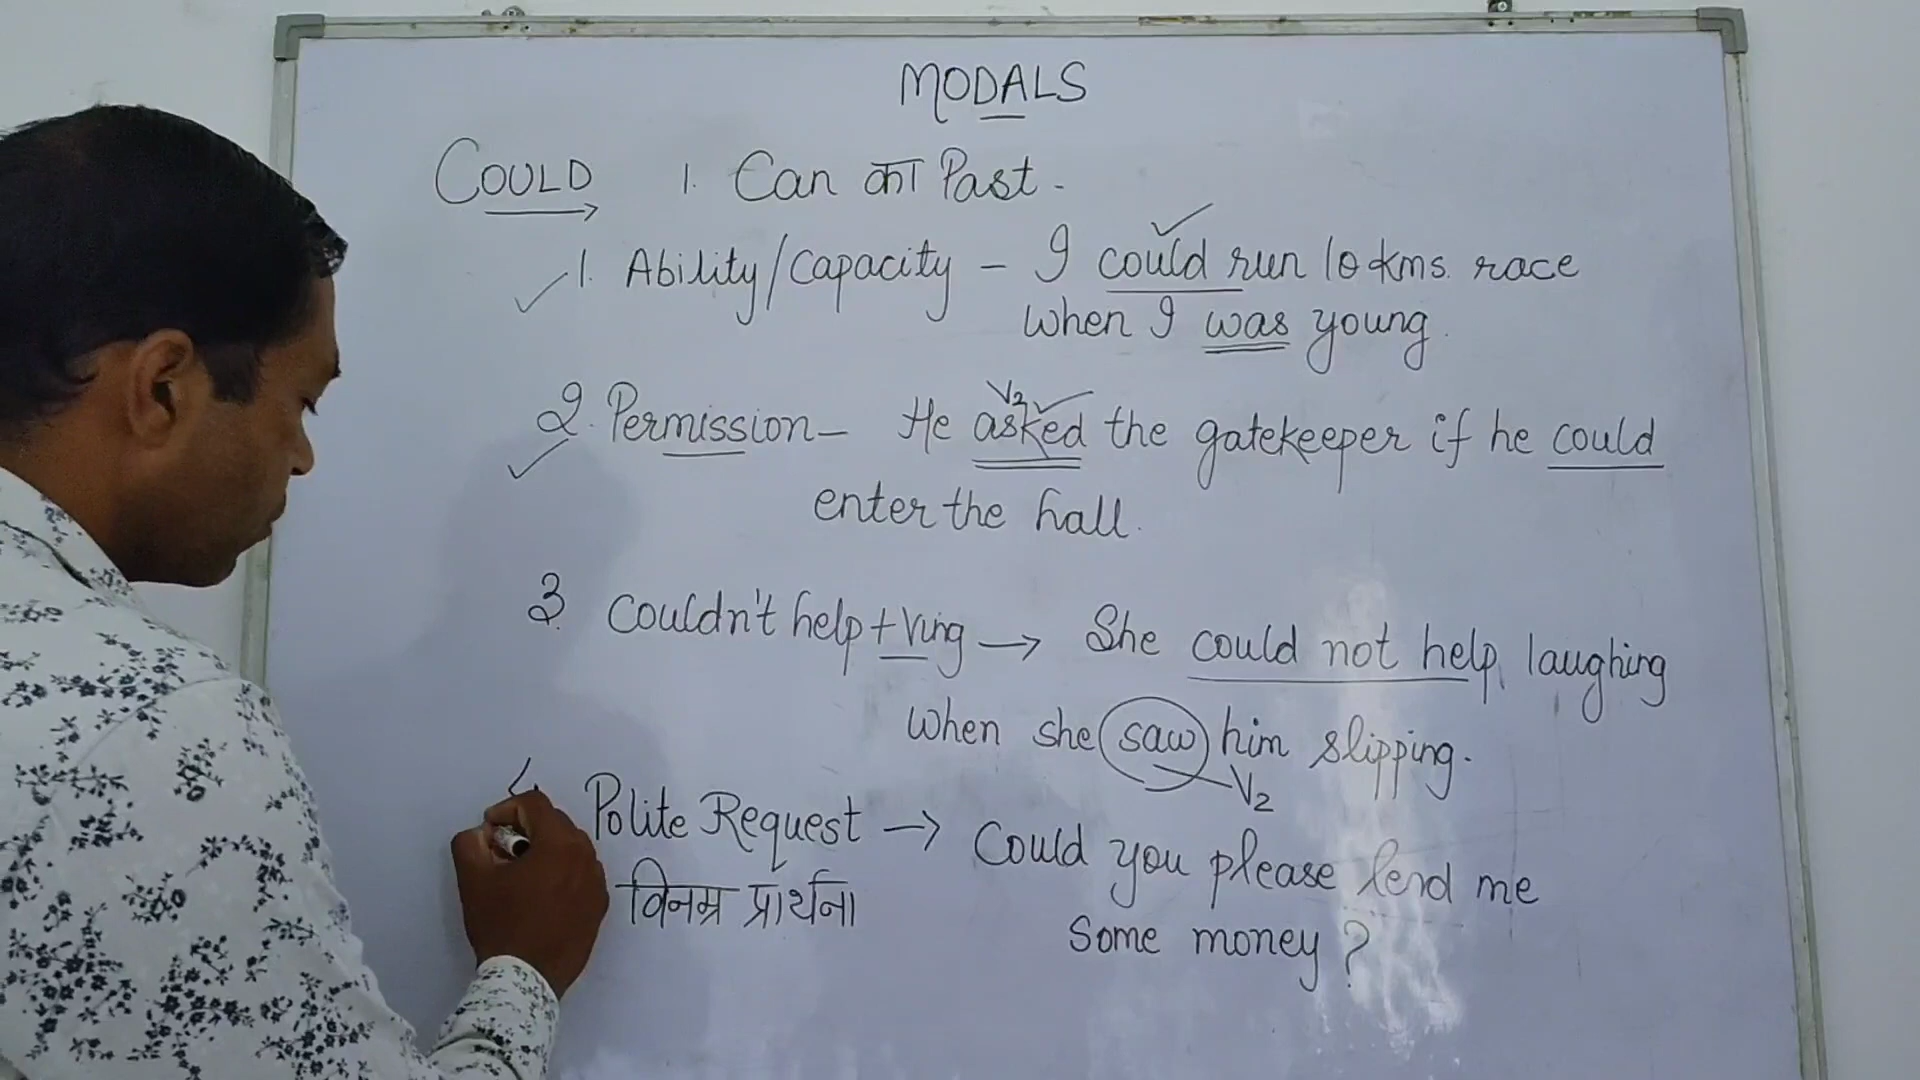 MODALS
COULD 1. Can का Past.
1. Ability/Capacity – I could run 10 kms. race
when I was young.
V2
2. Permission – He asked the gatekeeper if he could
enter the hall.
3. Couldn't help + Ving → She could not help laughing
when she saw him slipping.
V2
Polite Request → Could you please lend me
विनम्र प्रार्थना some money?